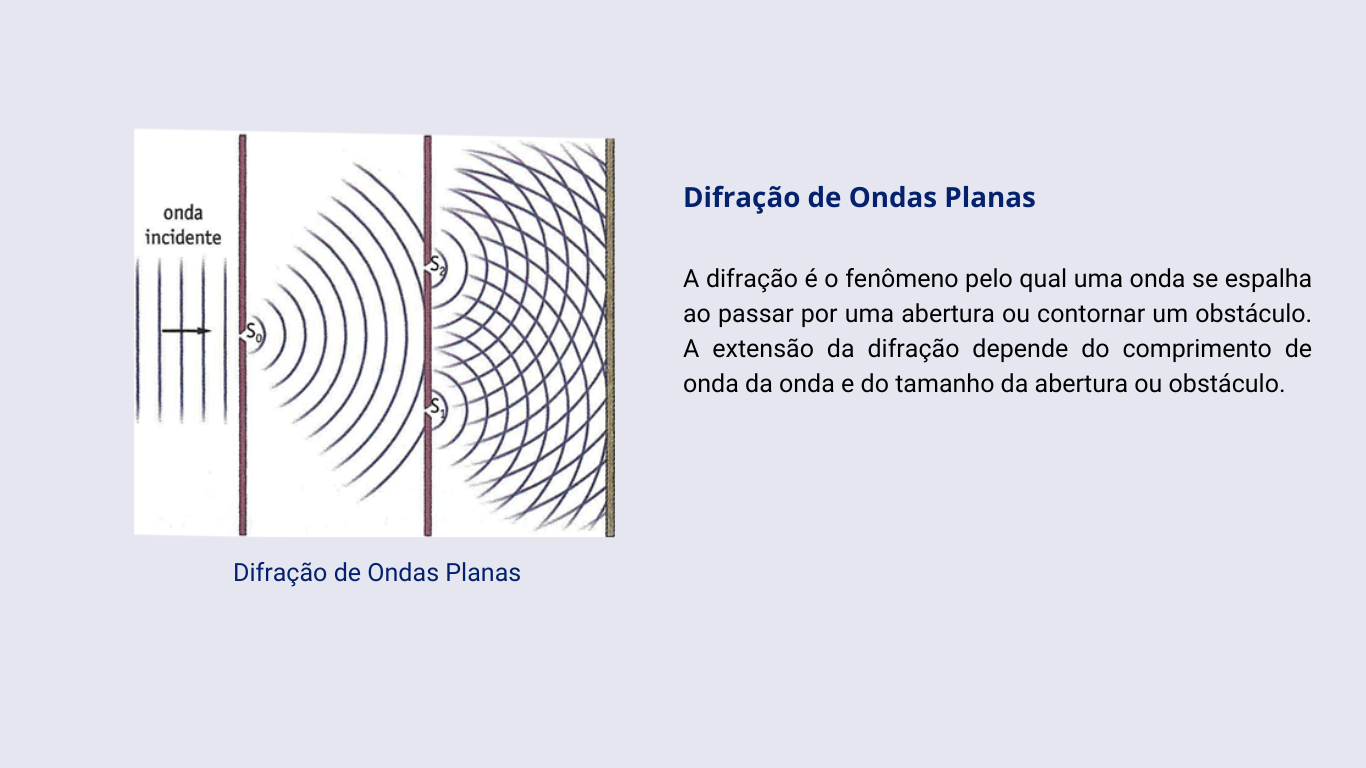 onda
incidente
S₀
S₂
S₁
Difração de Ondas Planas
Difração de Ondas Planas
A difração é o fenômeno pelo qual uma onda se espalha
ao passar por uma abertura ou contornar um obstáculo.
A extensão da difração depende do comprimento de
onda da onda e do tamanho da abertura ou obstáculo.